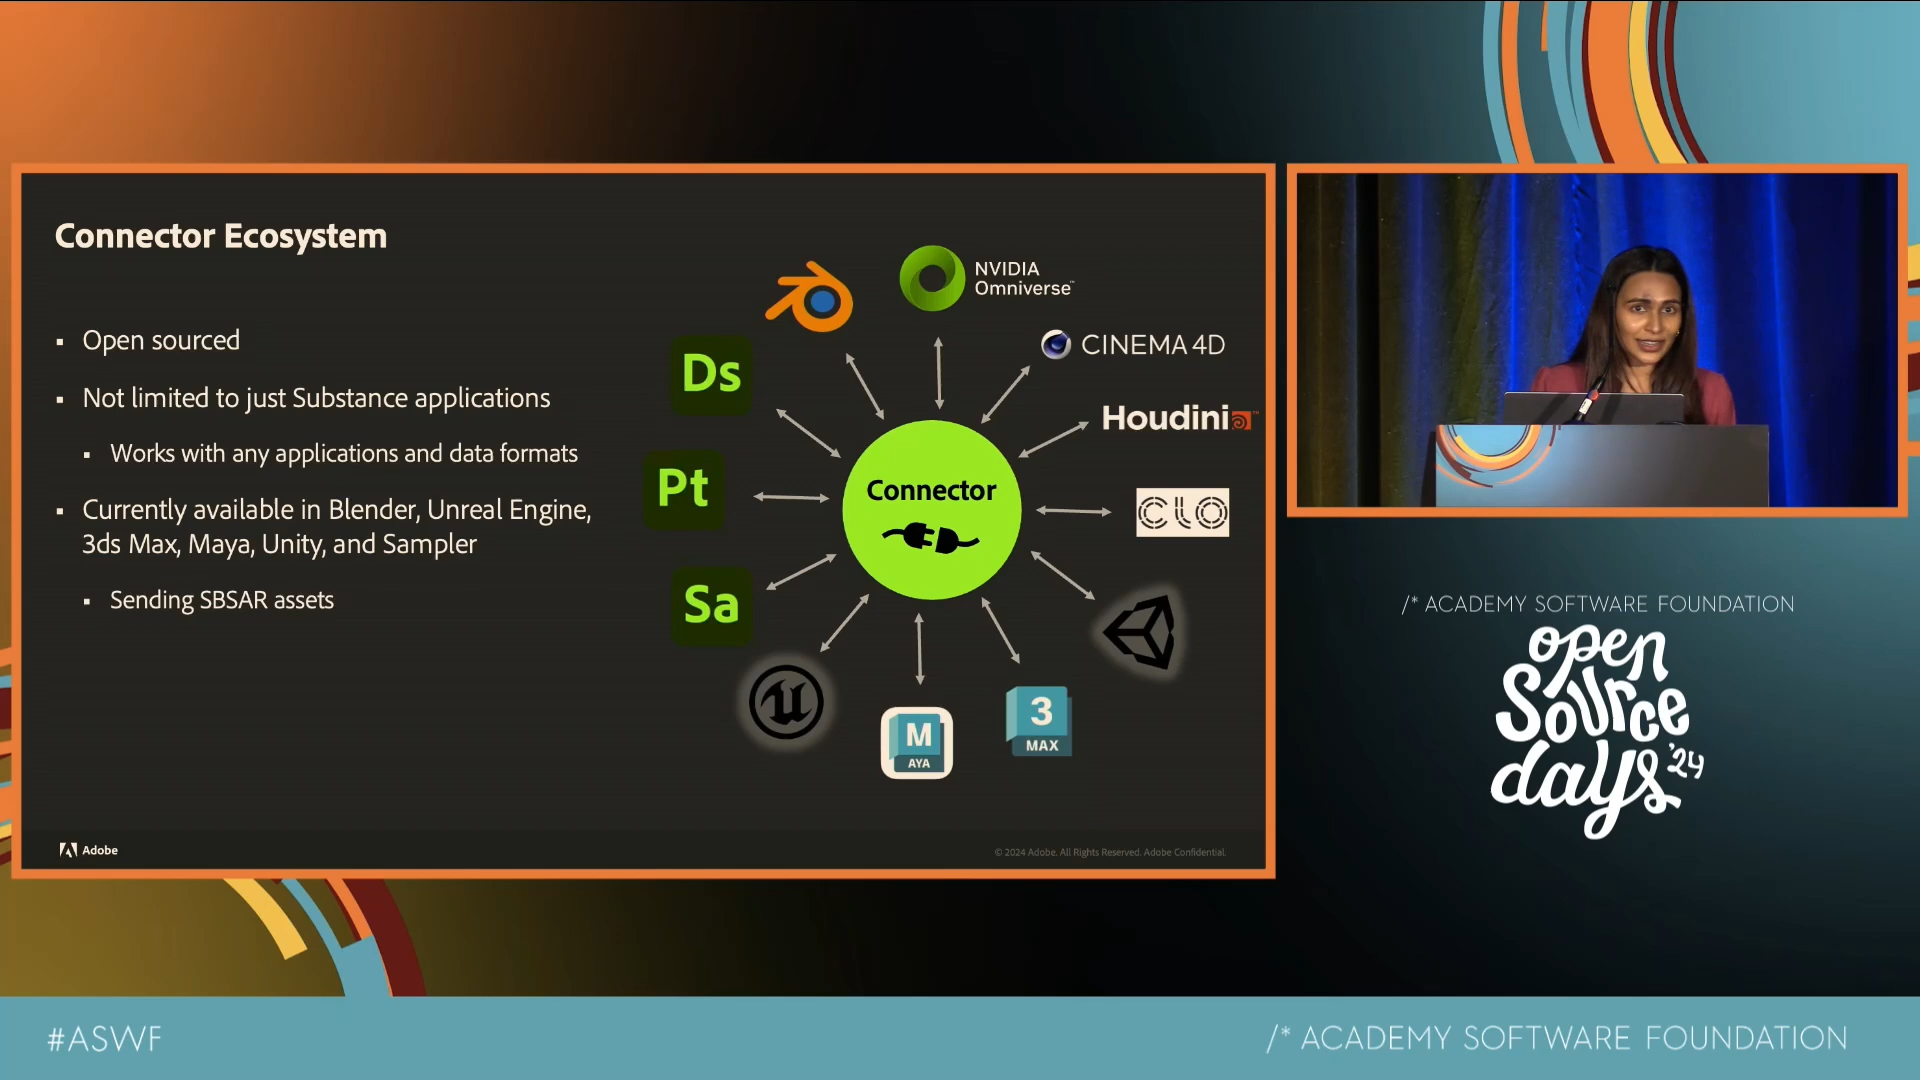 Connector Ecosystem
▪ Open sourced
▪ Not limited to just Substance applications
▪ Works with any applications and data formats
▪ Currently available in Blender, Unreal Engine,
3ds Max, Maya, Unity, and Sampler
▪ Sending SBSAR assets
NVIDIA
Omniverse™
CINEMA 4D
Houdini™
Ds
Pt
Sa
Connector
CLO
M
AYA
3
MAX
Adobe
© 2024 Adobe. All Rights Reserved. Adobe Confidential.
/* ACADEMY SOFTWARE FOUNDATION
open
Source
days '24
#ASWF
/* ACADEMY SOFTWARE FOUNDATION